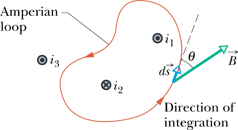 Amperian
loop
i₁
i₃
θ
ds
B
i₂
Direction of
integration